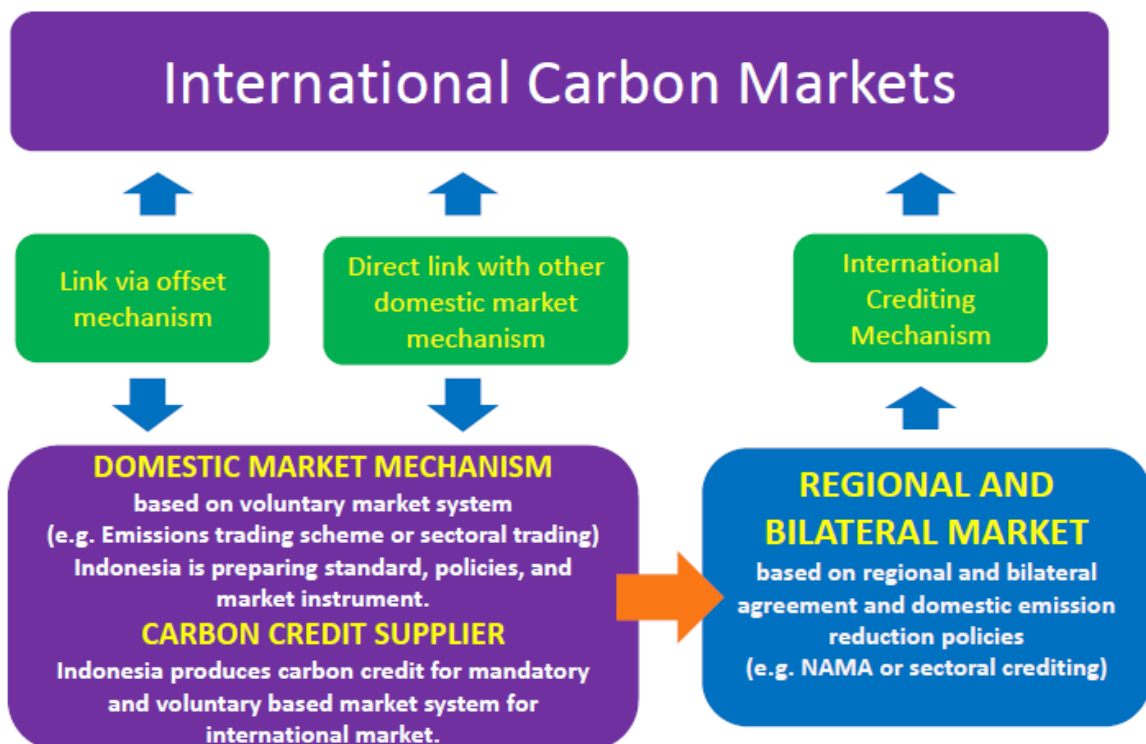 International Carbon Markets
Link via offset
mechanism
Direct link with other
domestic market
mechanism
International
Crediting
Mechanism
DOMESTIC MARKET MECHANISM
based on voluntary market system
(e.g. Emissions trading scheme or sectoral trading)
Indonesia is preparing standard, policies, and
market instrument.
CARBON CREDIT SUPPLIER
Indonesia produces carbon credit for mandatory
and voluntary based market system for
international market.
REGIONAL AND
BILATERAL MARKET
based on regional and bilateral
agreement and domestic emission
reduction policies
(e.g. NAMA or sectoral crediting)